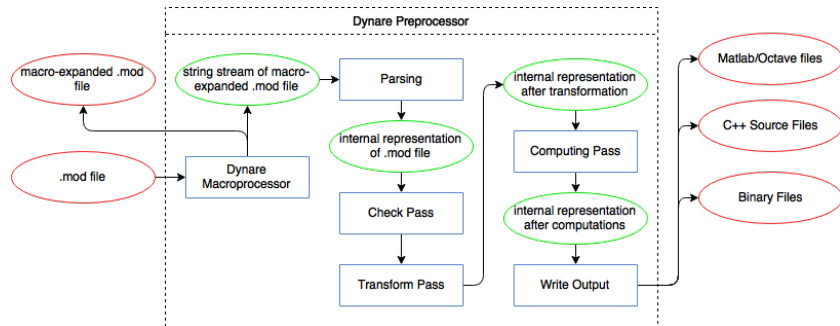 Dynare Preprocessor
macro-expanded .mod
file
string stream of macro-
expanded .mod file
Parsing
internal representation
after transformation
Matlab/Octave files
C++ Source Files
internal representation
of .mod file
Computing Pass
.mod file
Dynare
Macroprocessor
Check Pass
internal representation
after computations
Binary Files
Transform Pass
Write Output